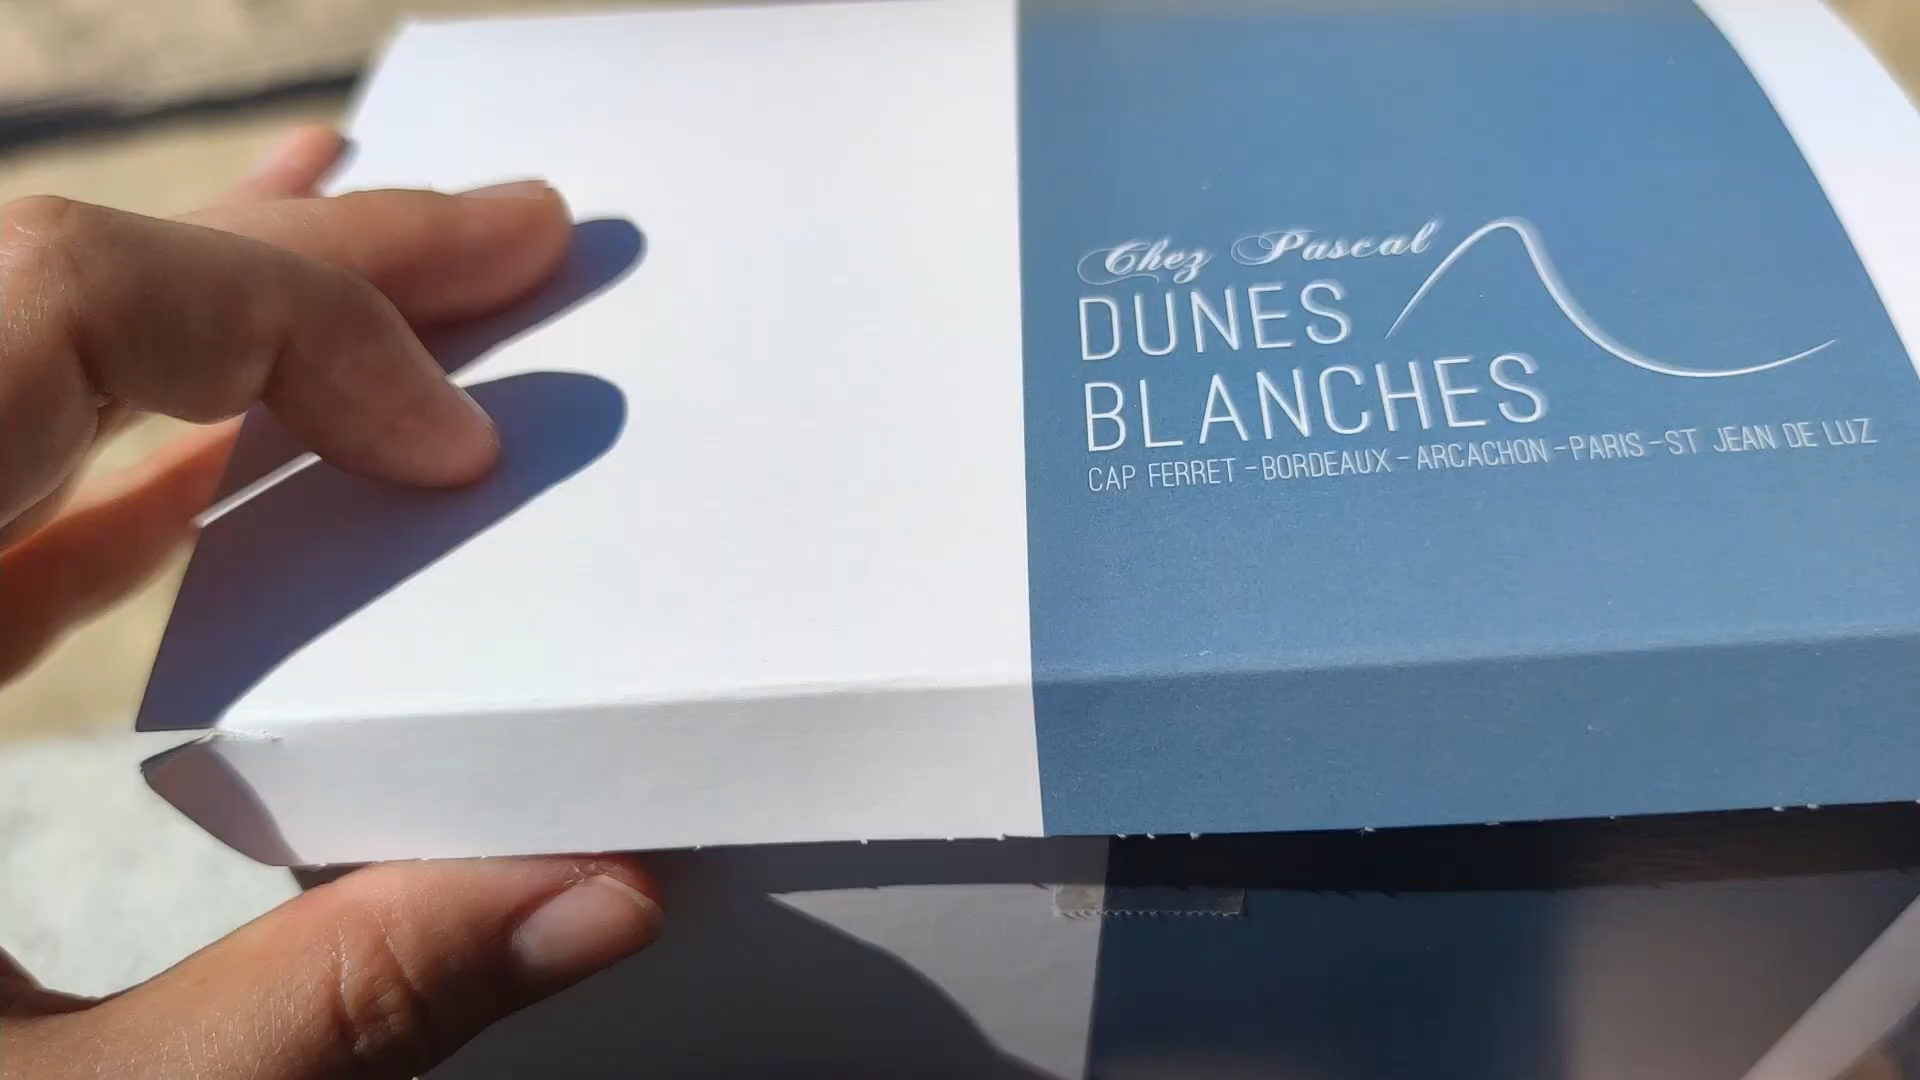 Chez Pascal
DUNES
BLANCHES
CAP FERRET - BORDEAUX - ARCACHON - PARIS - ST JEAN DE LUZ